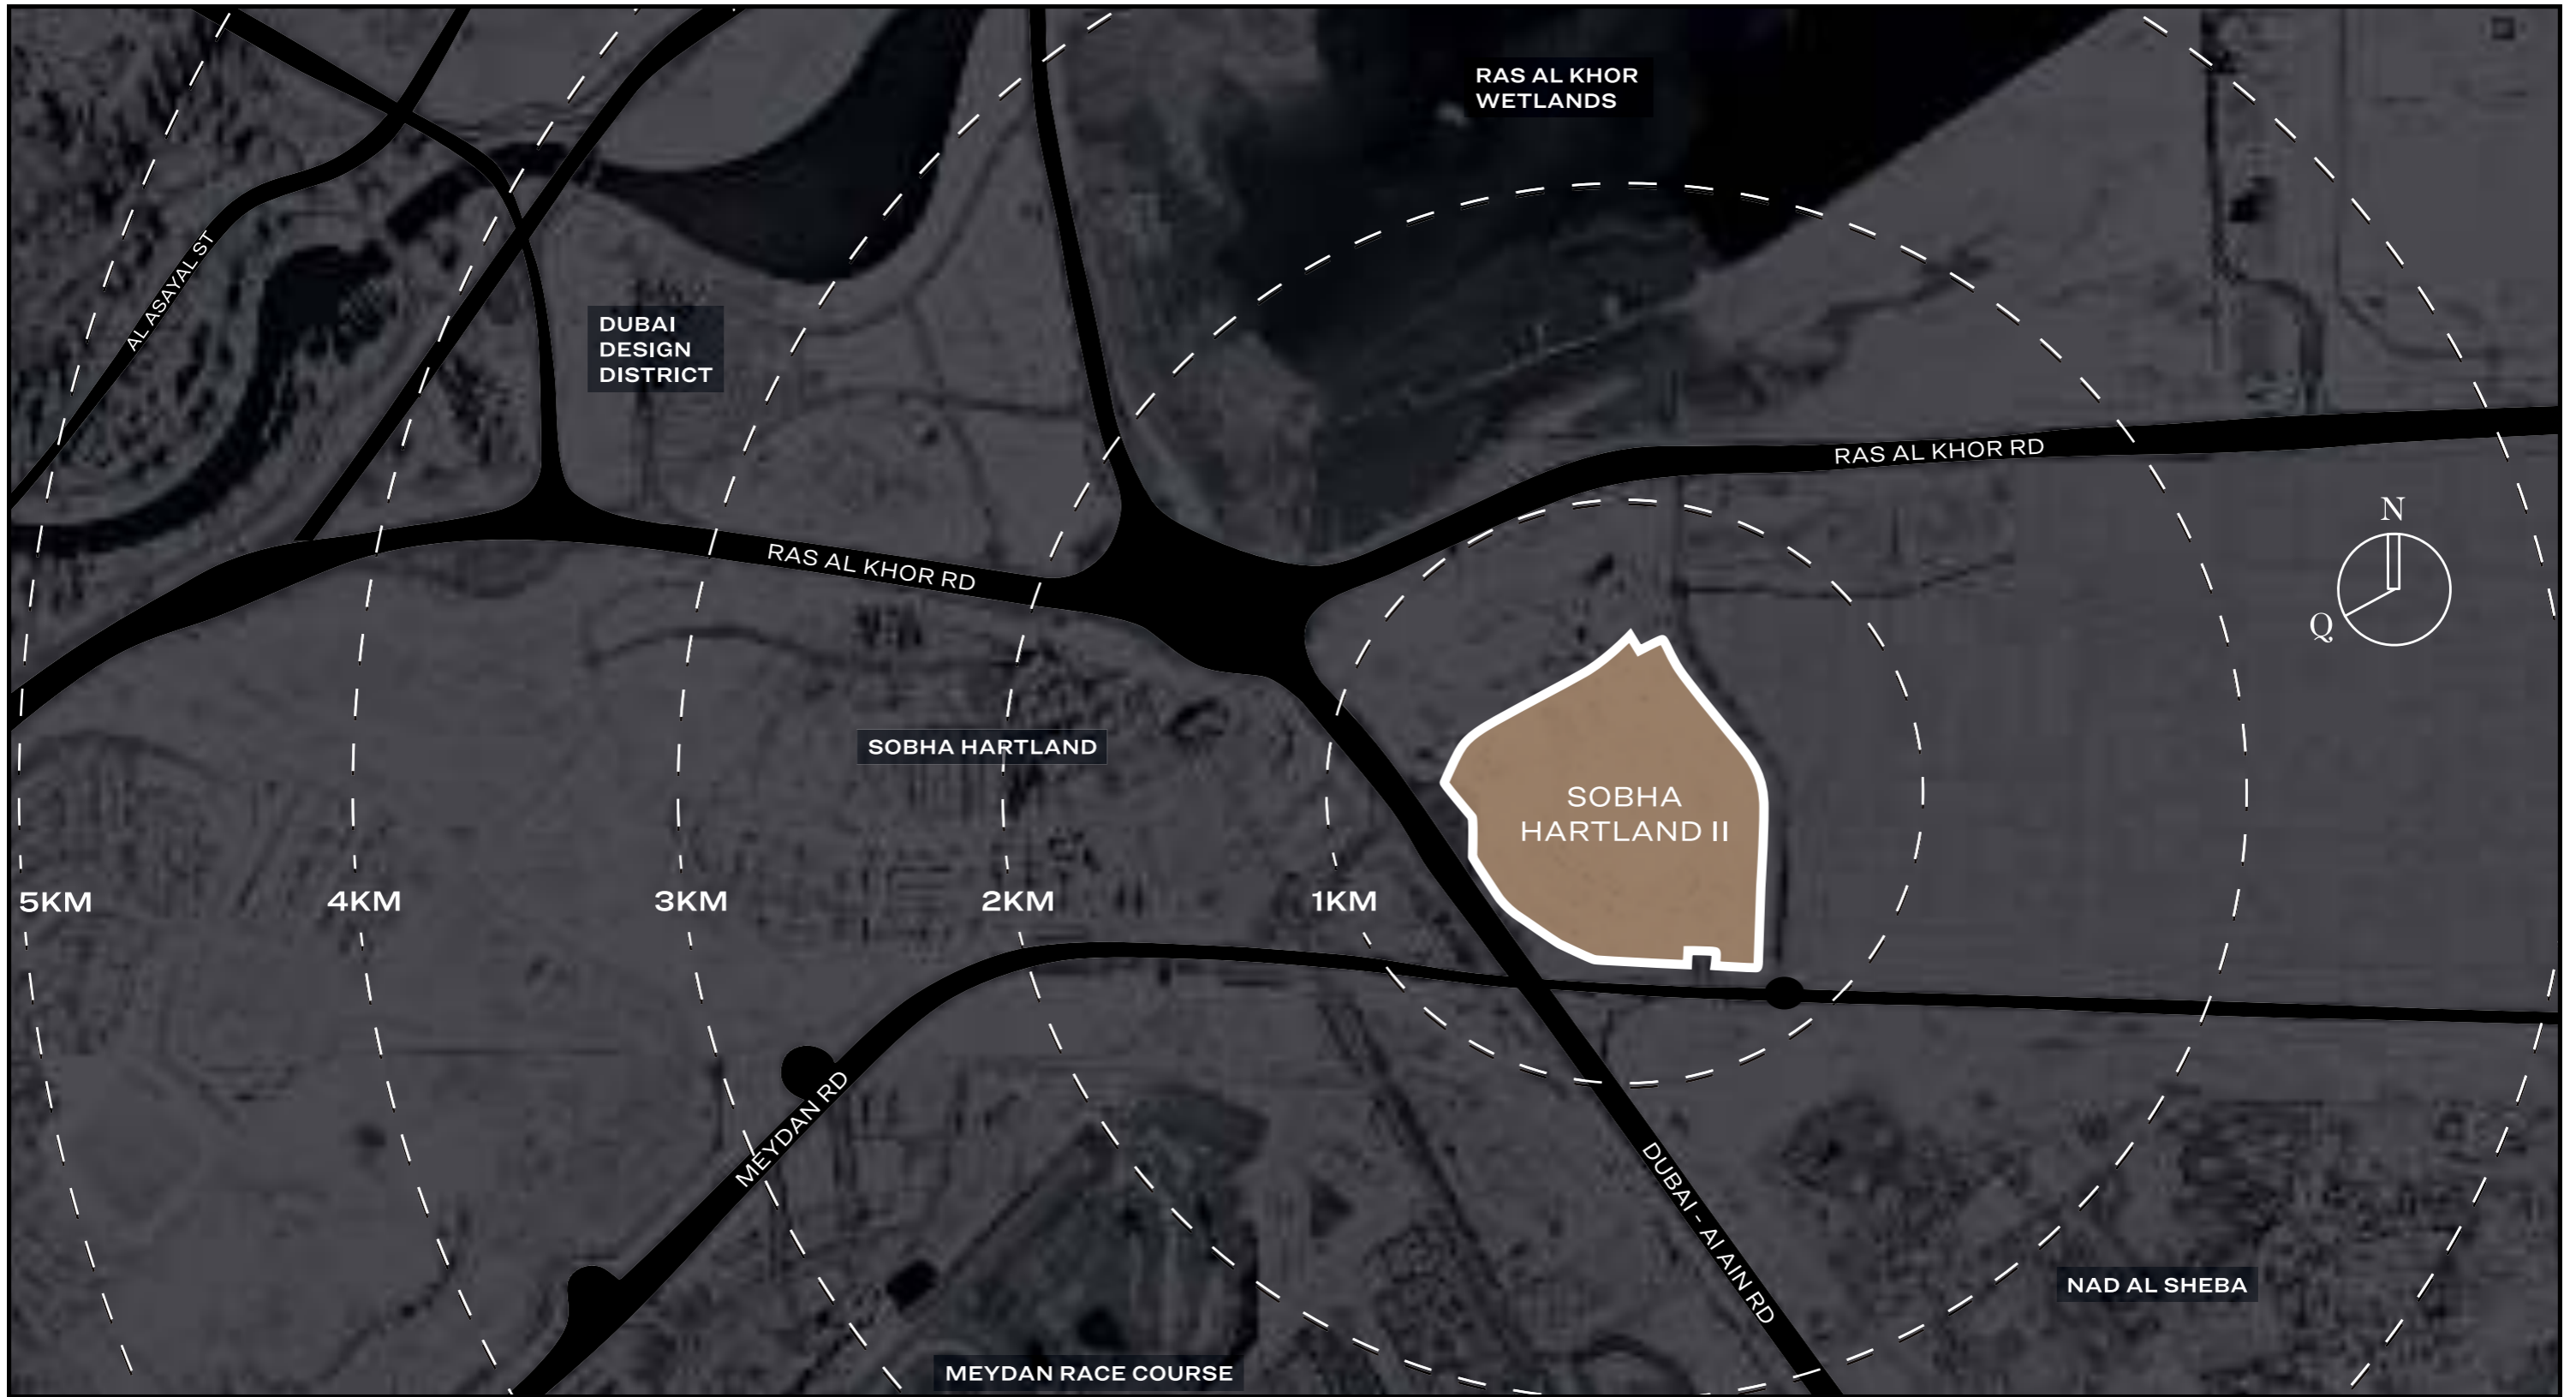 RAS AL KHOR
WETLANDS
AL ASAYAL ST
DUBAI
DESIGN
DISTRICT
RAS AL KHOR RD
N
Q
RAS AL KHOR RD
SOBHA HARTLAND
SOBHA
HARTLAND II
5KM
4KM
3KM
2KM
1KM
MEYDAN RD
DUBAI - AI AIN RD
NAD AL SHEBA
MEYDAN RACE COURSE